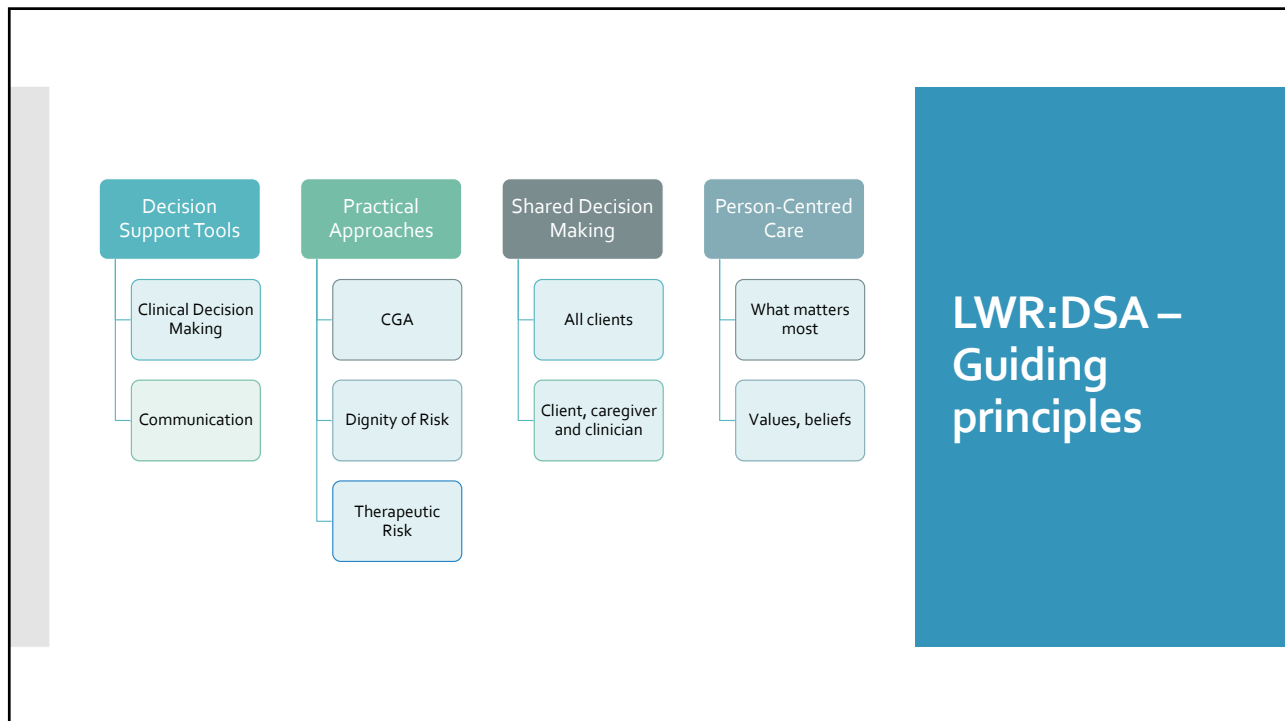 Decision
Support Tools
Clinical Decision
Making
Communication
Practical
Approaches
CGA
Dignity of Risk
Therapeutic
Risk
Shared Decision
Making
All clients
Client, caregiver
and clinician
Person-Centred
Care
What matters
most
Values, beliefs
LWR:DSA –
Guiding
principles